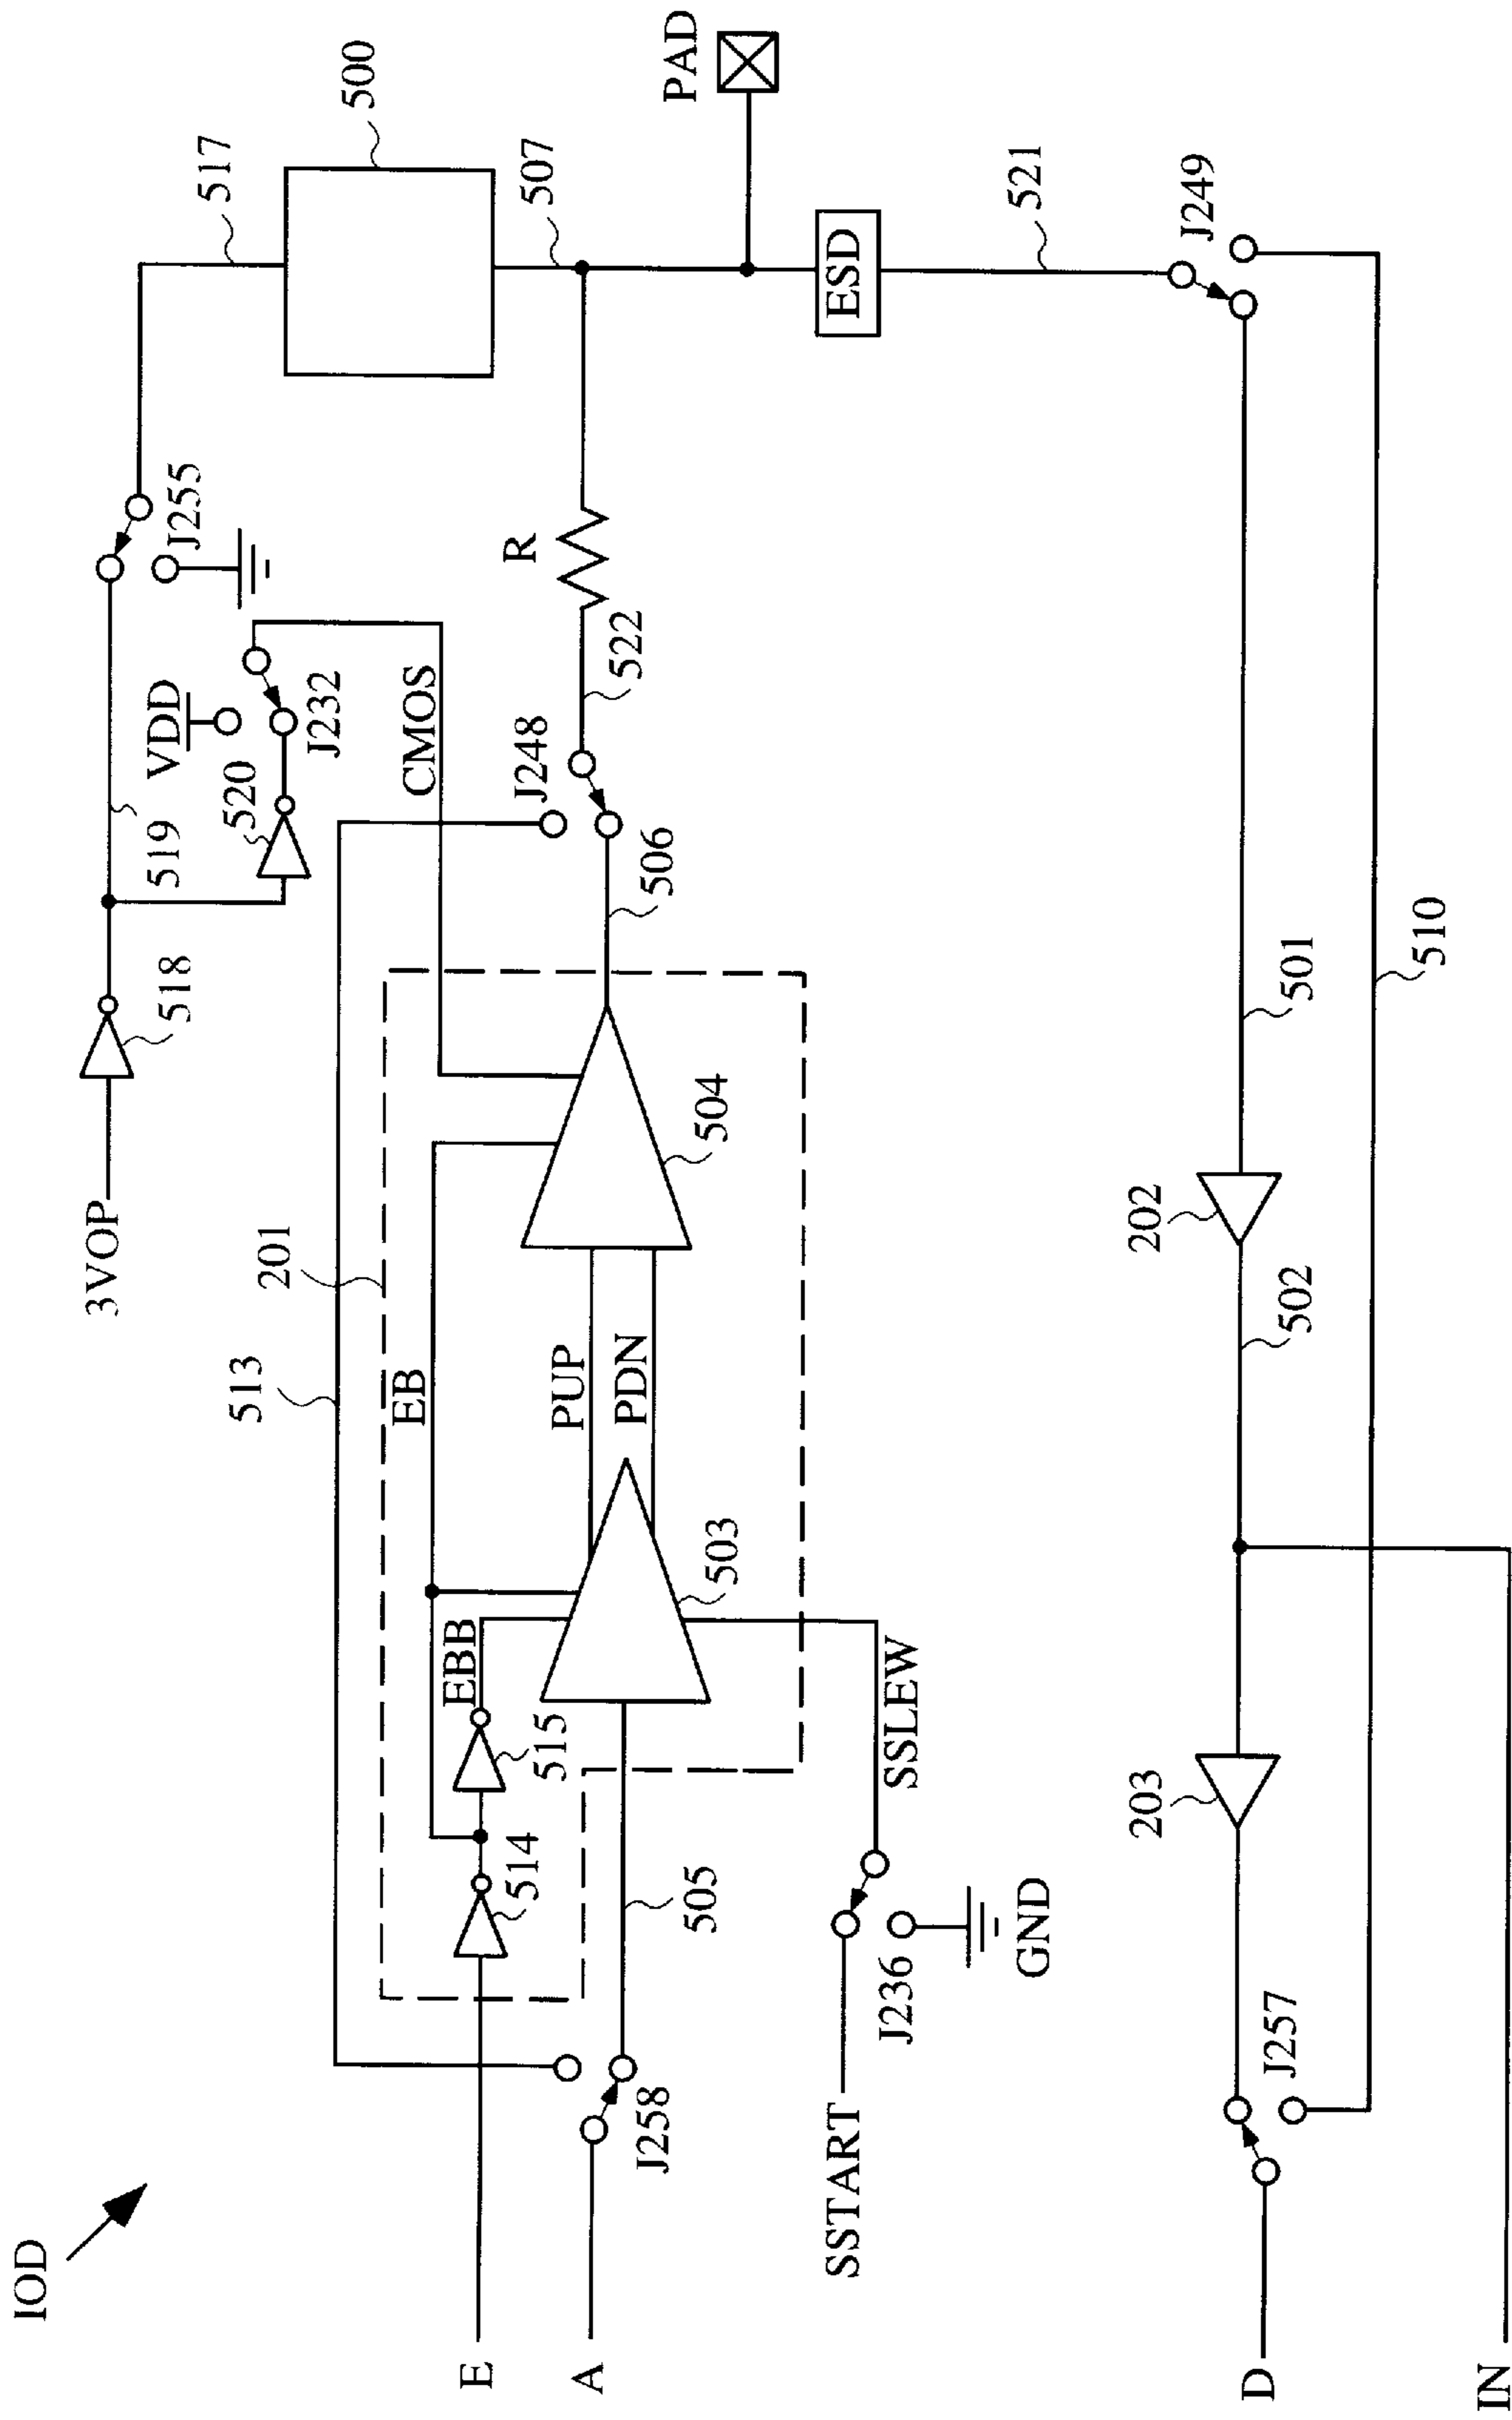 IOD
E
A
J258
513
201
514
515
EBB
EB
505
503
PUP
PDN
504
SSTART
J236
GND
SSLEW
3VOP
518
519
520
VDD
J232
CMOS
J248
506
522
R
J255
517
500
507
PAD
ESD
521
J249
501
510
202
502
203
J257
D
IN